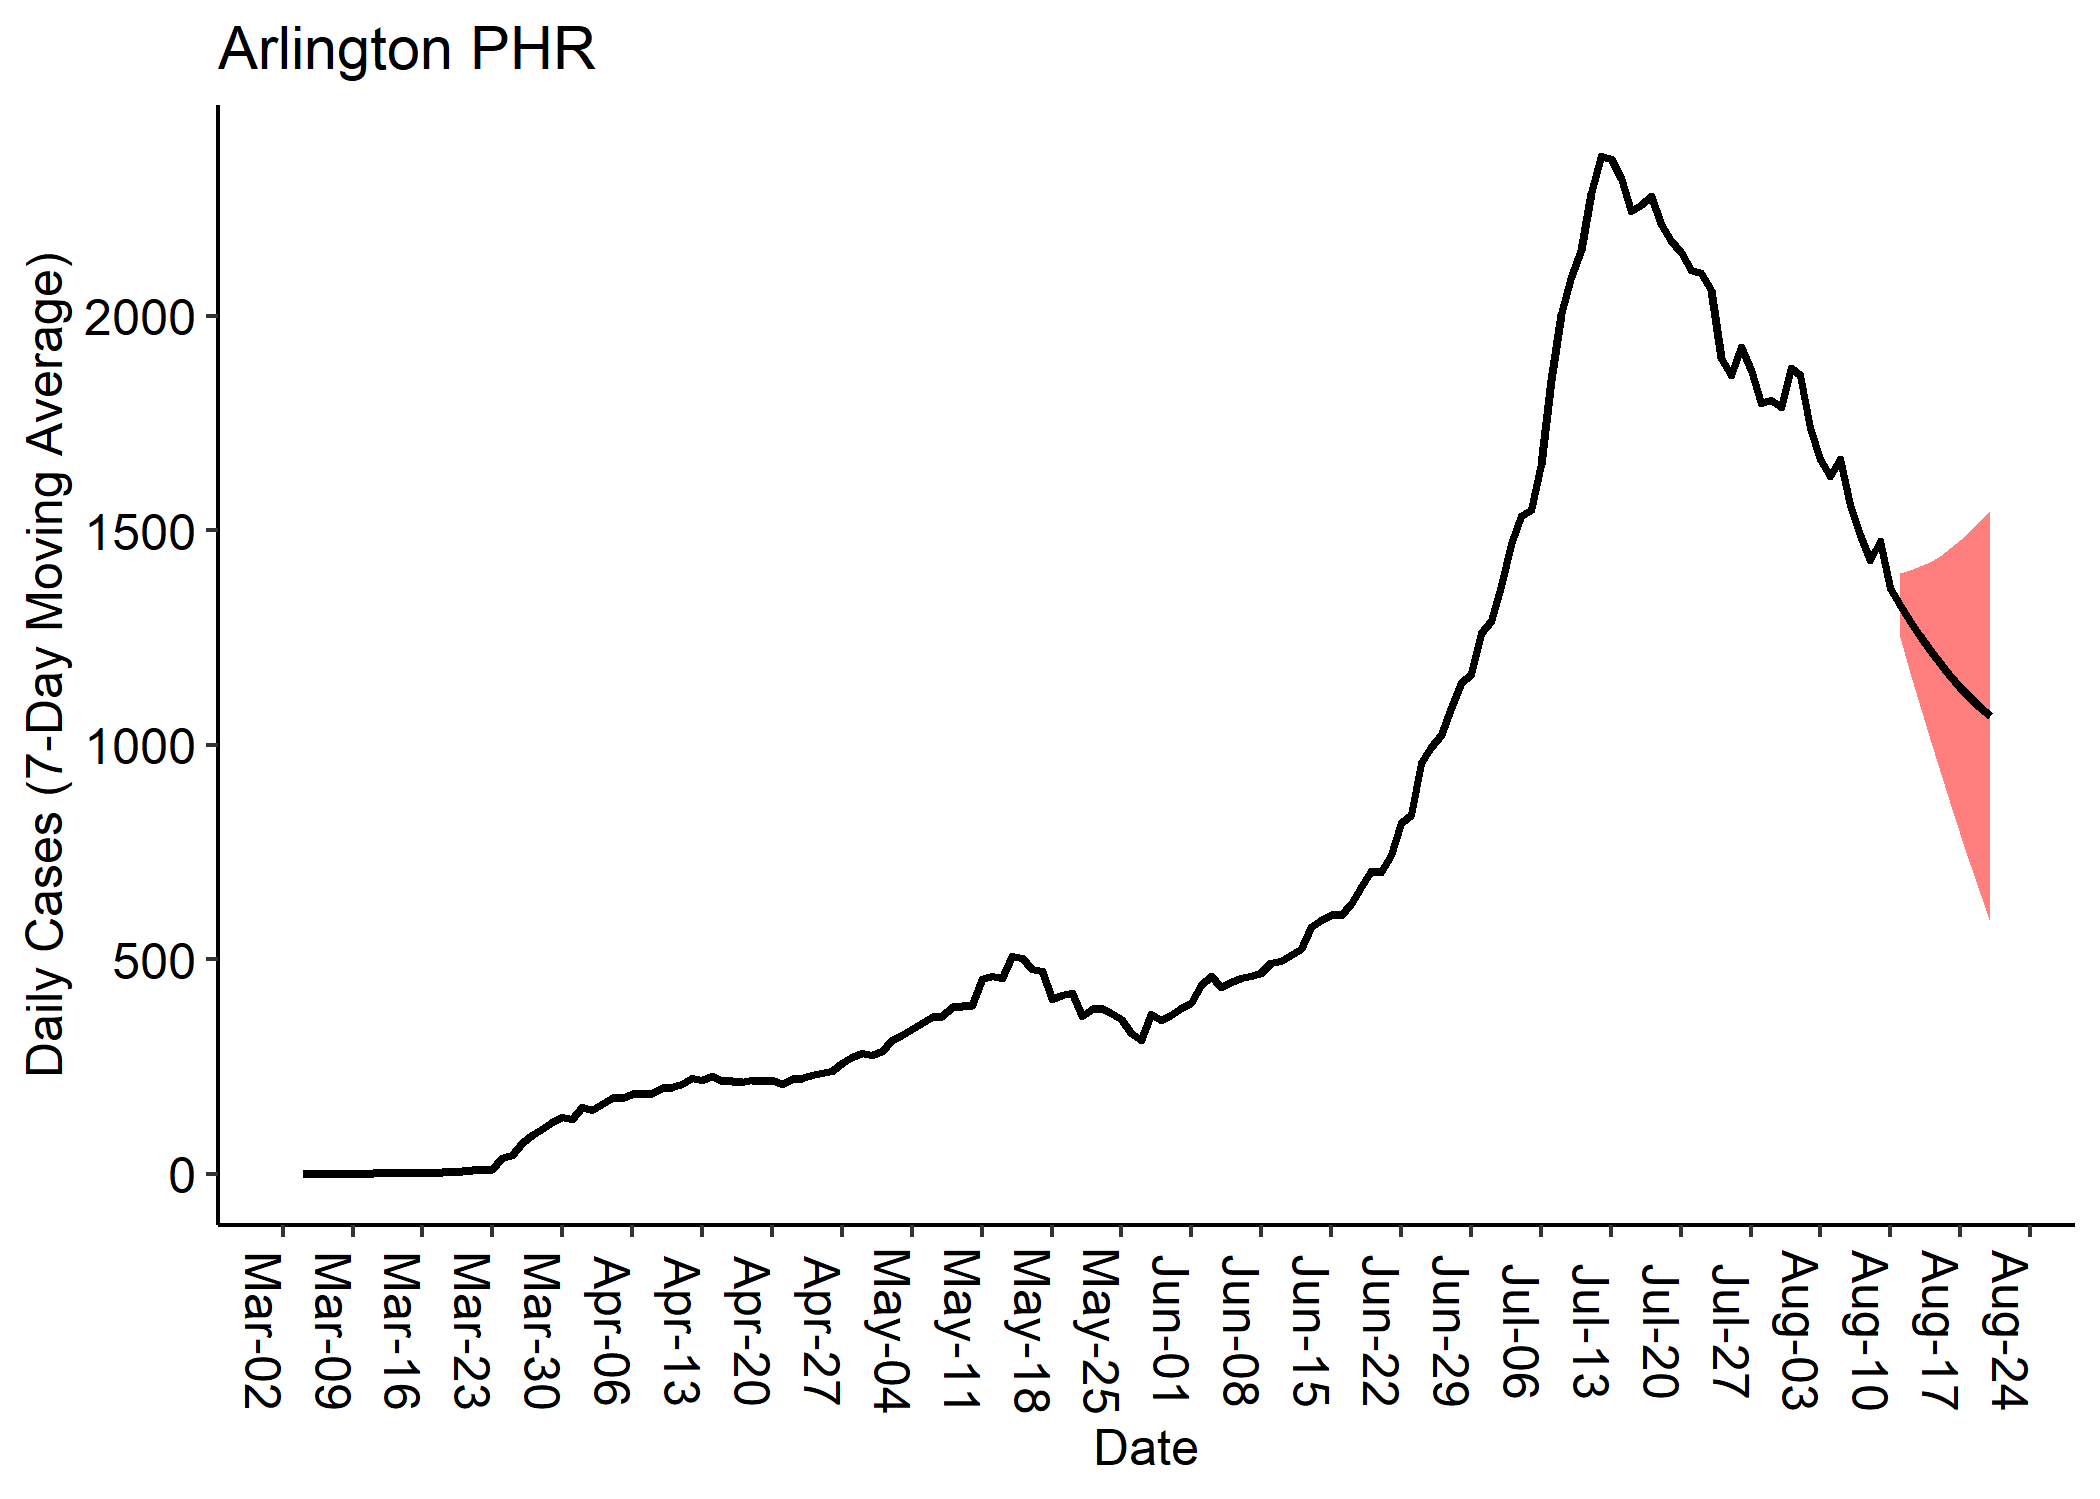 Arlington PHR
Daily Cases (7-Day Moving Average)
2000
1500
1000
500
0
Mar-02
Mar-09
Mar-16
Mar-23
Mar-30
Apr-06
Apr-13
Apr-20
Apr-27
May-04
May-11
May-18
May-25
Jun-01
Jun-08
Jun-15
Jun-22
Jun-29
Jul-06
Jul-13
Jul-20
Jul-27
Aug-03
Aug-10
Aug-17
Aug-24
Date